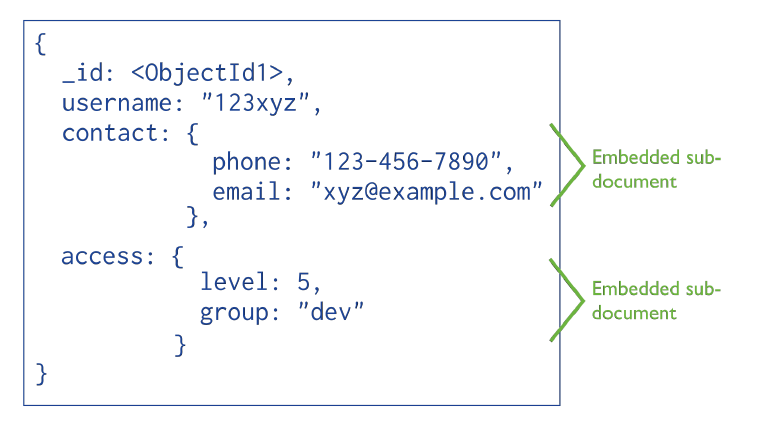 {
_id: <ObjectId1>,
username: "123xyz",
contact: {
phone: "123-456-7890",
email: "xyz@example.com"
},
Embedded sub-
document
access: {
level: 5,
group: "dev"
}
Embedded sub-
document
}